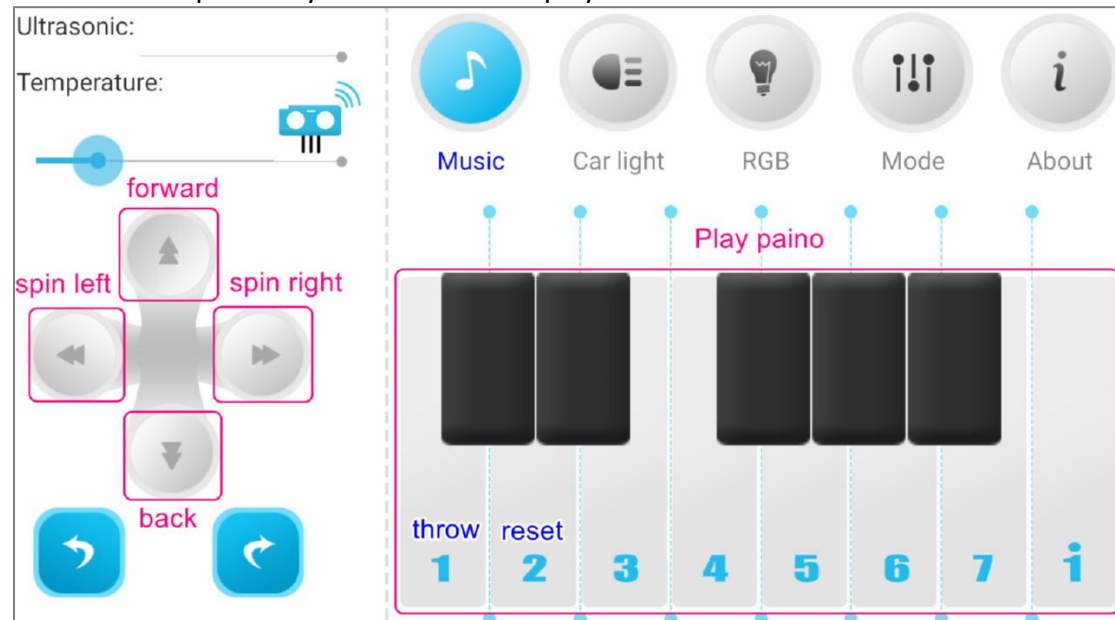 Ultrasonic:
Temperature:
forward
spin left
spin right
back
Music
Car light
RGB
Mode
i
About
Play paino
throw
reset
1
2
3
4
5
6
7
i